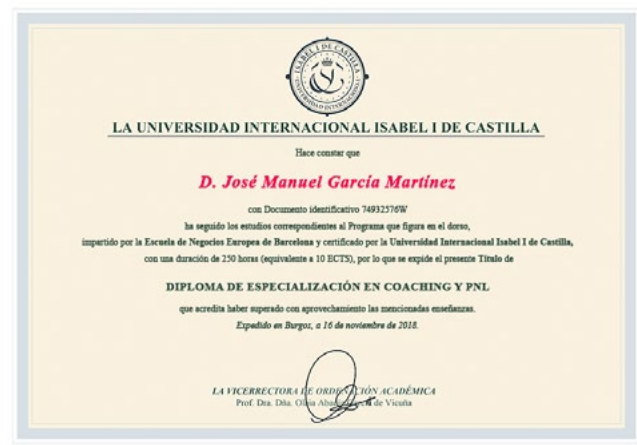 ISABEL I DE CASTILLA
UNIVERSIDAD INTERNACIONAL
LA UNIVERSIDAD INTERNACIONAL ISABEL I DE CASTILLA
Hace constar que
D. José Manuel García Martínez
con Documento identificativo 74932576W
ha seguido los estudios correspondientes al Programa que figura en el dorso,
impartido por la Escuela de Negocios Europea de Barcelona y certificado por la Universidad Internacional Isabel I de Castilla,
con una duración de 250 horas (equivalente a 10 ECTS), por lo que se expide el presente Título de
DIPLOMA DE ESPECIALIZACIÓN EN COACHING Y PNL
que acredita haber superado con aprovechamiento las mencionadas enseñanzas.
Expedido en Burgos, a 16 de noviembre de 2018.
LA VICERRECTORA DE ORDENACIÓN ACADÉMICA
Prof. Dra. Dña. de Vicuña